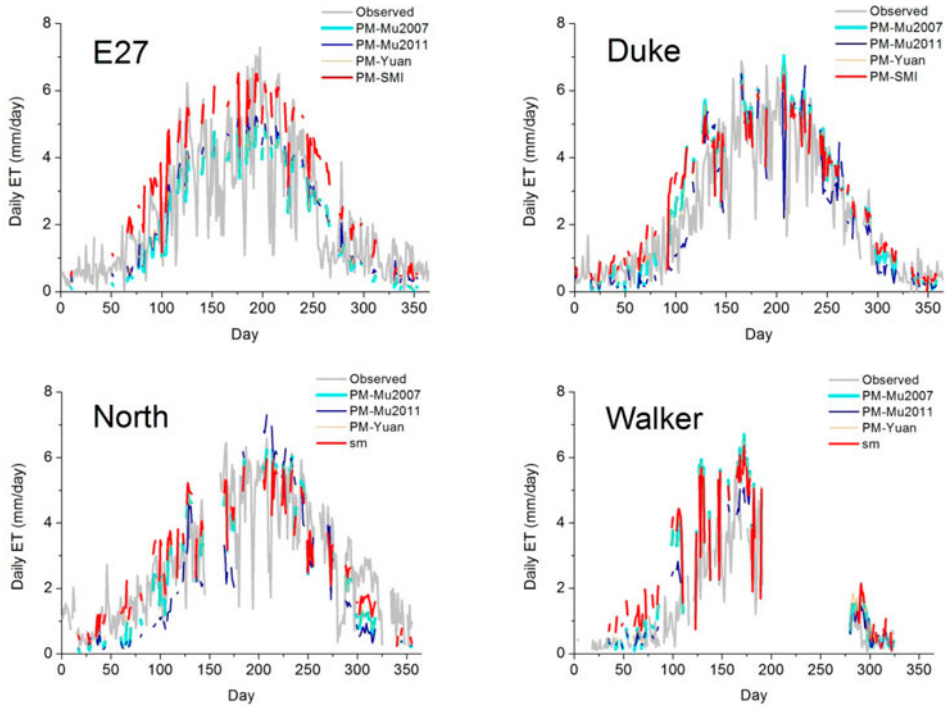 E27
Observed
PM-Mu2007
PM-Mu2011
PM-Yuan
PM-SMI
Daily ET (mm/day)
8
6
4
2
0
0 50 100 150 200 250 300 350
Day
Duke
Observed
PM-Mu2007
PM-Mu2011
PM-Yuan
PM-SMI
Daily ET (mm/day)
8
6
4
2
0
0 50 100 150 200 250 300 350
Day
North
Observed
PM-Mu2007
PM-Mu2011
PM-Yuan
sm
Daily ET (mm/day)
8
6
4
2
0
0 50 100 150 200 250 300 350
Day
Walker
Observed
PM-Mu2007
PM-Mu2011
PM-Yuan
sm
Daily ET (mm/day)
8
6
4
2
0
0 50 100 150 200 250 300 350
Day